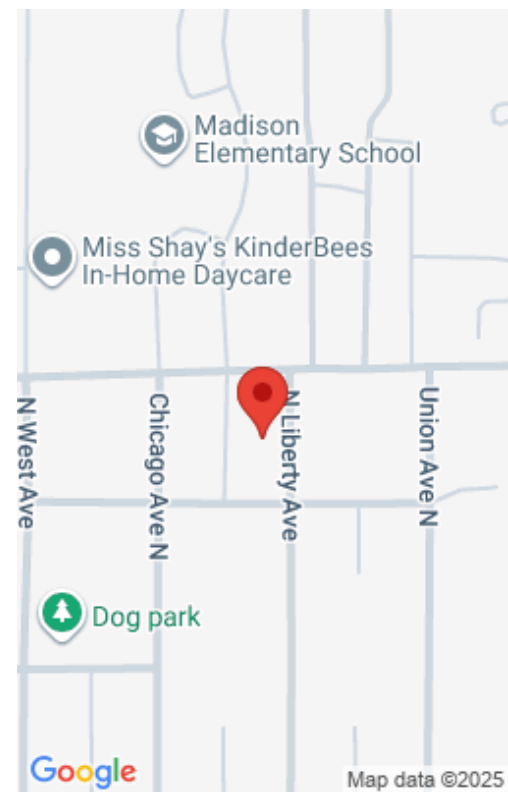 Madison
Elementary School
Miss Shay's KinderBees
In-Home Daycare
N West Ave
Chicago Ave N
N Liberty Ave
Union Ave N
Dog park
Google
Map data ©2025